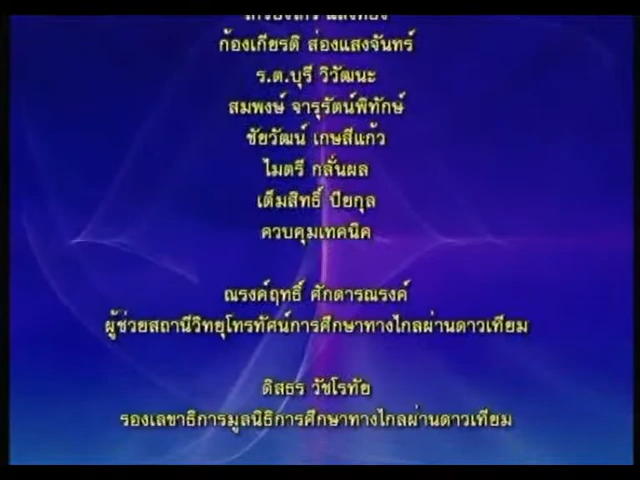 ก้องเกียรติ ส่องแสงจันทร์
ร.ต.บุรี วิวัฒนะ
สมพงษ์ จารุรัตน์พิทักษ์
ชัยวัฒน์ เกษสีแก้ว
ไมตรี กลั่นผล
เต็มสิทธิ์ ปิยกุล
ควบคุมเทคนิค
ณรงค์ฤทธิ์ ศักดารณรงค์
ผู้ช่วยสถานีวิทยุโทรทัศน์การศึกษาทางไกลผ่านดาวเทียม
ดิสธร วัชโรทัย
รองเลขาธิการมูลนิธิการศึกษาทางไกลผ่านดาวเทียม